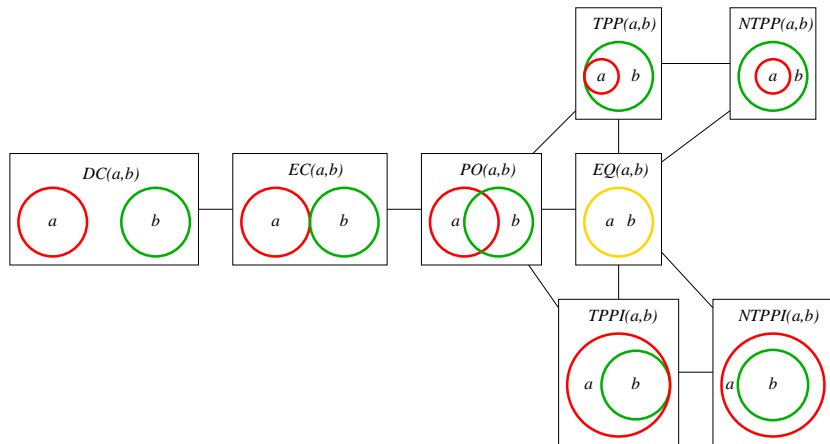 TPP(a,b)
a b
NTPP(a,b)
a b
DC(a,b)
a b
EC(a,b)
a b
PO(a,b)
a b
EQ(a,b)
a b
TPPI(a,b)
a b
NTPPI(a,b)
a b